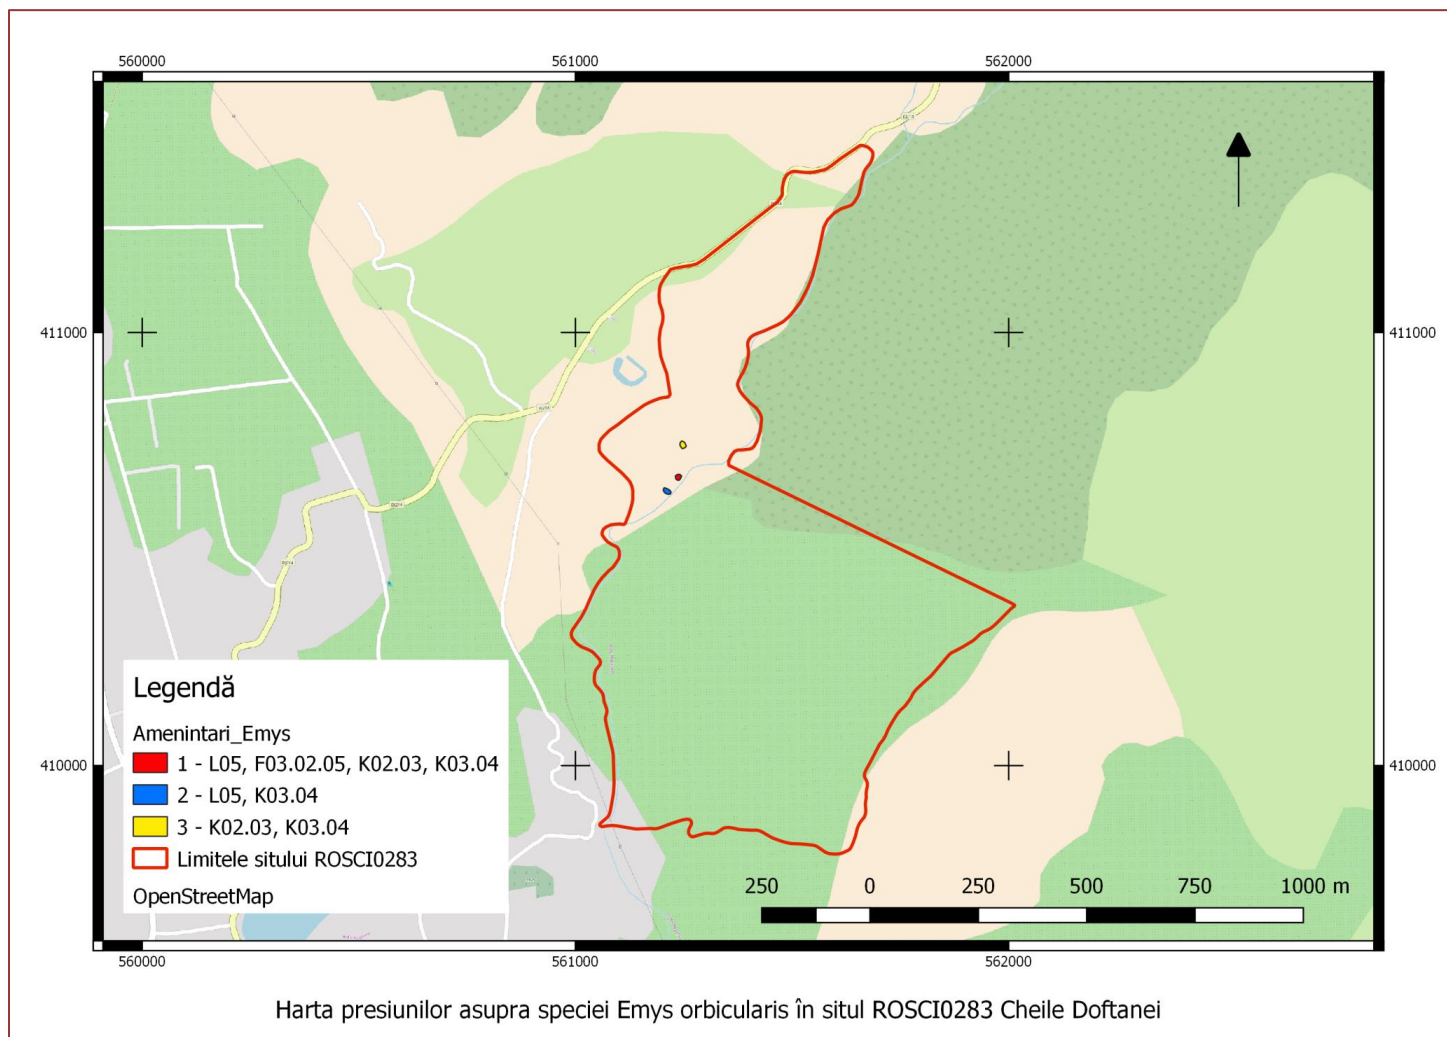 560000 561000 562000
411000 411000
410000 410000
Legendă
Amenintari_Emys
1 - L05, F03.02.05, K02.03, K03.04
2 - L05, K03.04
3 - K02.03, K03.04
Limitele sitului ROSCI0283
OpenStreetMap
250 0 250 500 750 1000 m
560000 561000 562000
Harta presiunilor asupra speciei Emys orbicularis în situl ROSCI0283 Cheile Doftanei